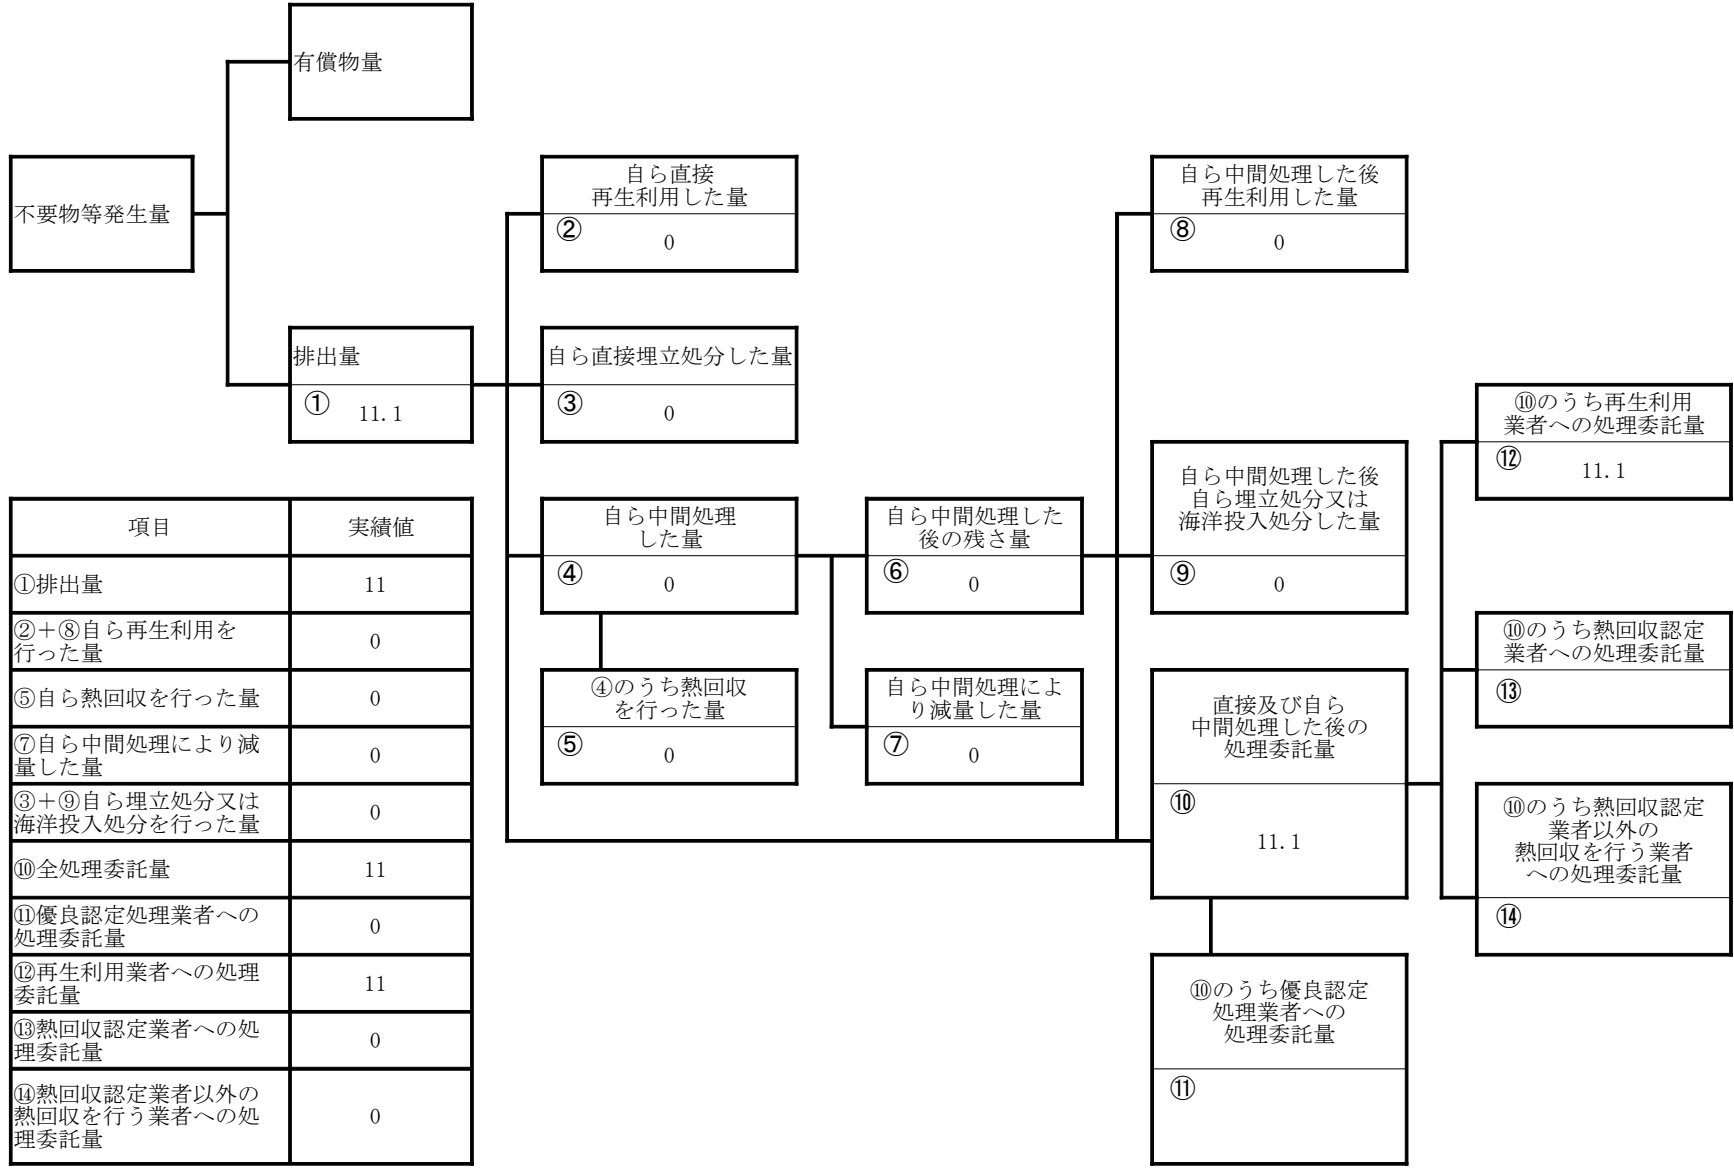 有償物量
不要物等発生量
自ら直接
再生利用した量
②
0
自ら中間処理した後
再生利用した量
⑧
0
排出量
①
11.1
自ら直接埋立処分した量
③
0
⑩のうち再生利用
業者への処理委託量
⑫
11.1
自ら中間処理
した量
④
0
自ら中間処理した
後の残さ量
⑥
0
自ら中間処理した後
自ら埋立処分又は
海洋投入処分した量
⑨
0
⑩のうち熱回収認定
業者への処理委託量
⑬
④のうち熱回収
を行った量
⑤
0
自ら中間処理によ
り減量した量
⑦
0
直接及び自ら
中間処理した後の
処理委託量
⑩
11.1
⑩のうち熱回収認定
業者以外の
熱回収を行う業者
への処理委託量
⑭
⑩のうち優良認定
処理業者への
処理委託量
⑪
項目
実績値
①排出量
11
②＋⑧自ら再生利用を
行った量
0
⑤自ら熱回収を行った量
0
⑦自ら中間処理により減
量した量
0
③＋⑨自ら埋立処分又は
海洋投入処分を行った量
0
⑩全処理委託量
11
⑪優良認定処理業者への
処理委託量
0
⑫再生利用業者への処理
委託量
11
⑬熱回収認定業者への処
理委託量
0
⑭熱回収認定業者以外の
熱回収を行う業者への処
理委託量
0